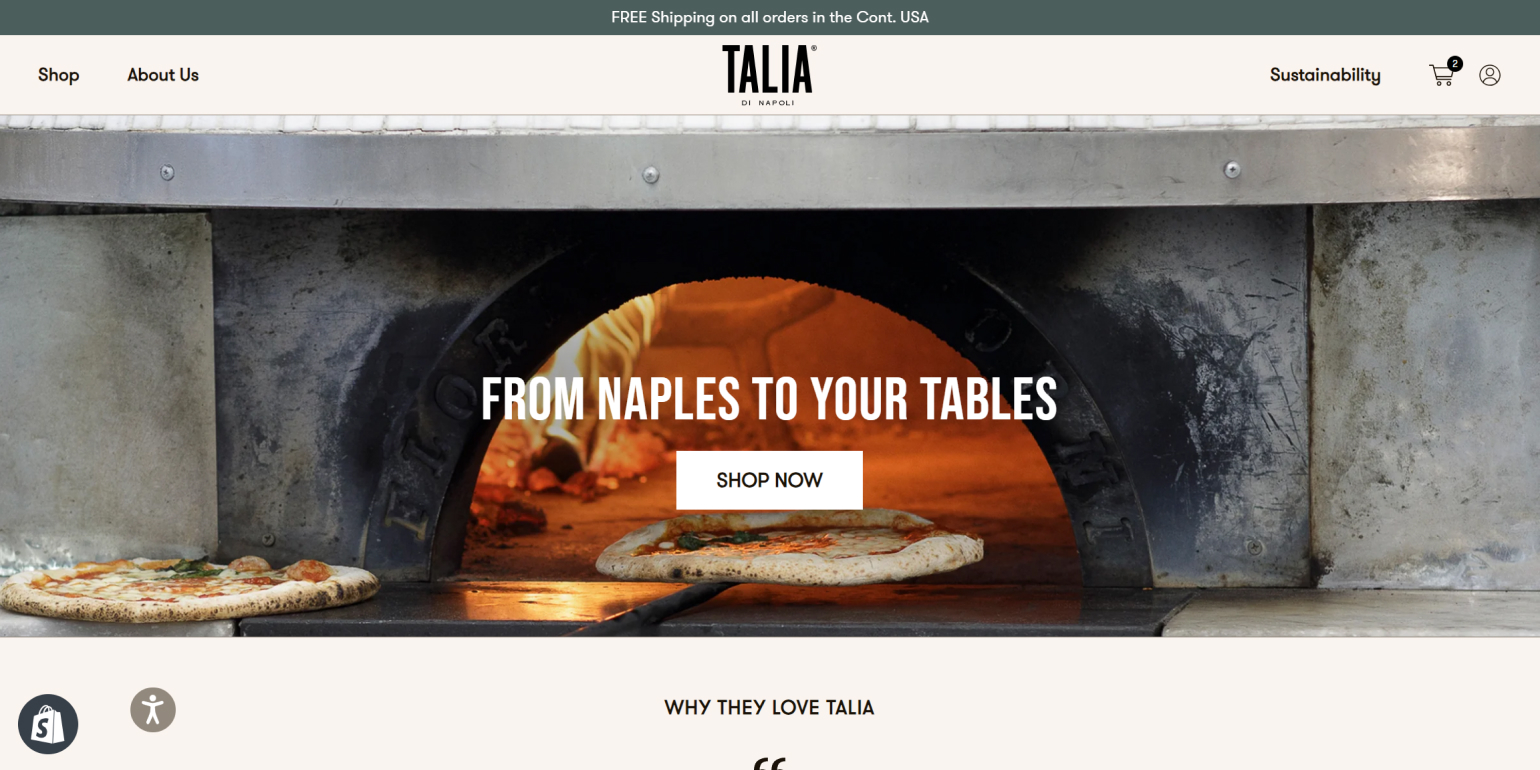 FREE Shipping on all orders in the Cont. USA
Shop
About Us
TALIA®
DI NAPOLI
Sustainability
2
FROM NAPLES TO YOUR TABLES
SHOP NOW
WHY THEY LOVE TALIA
“